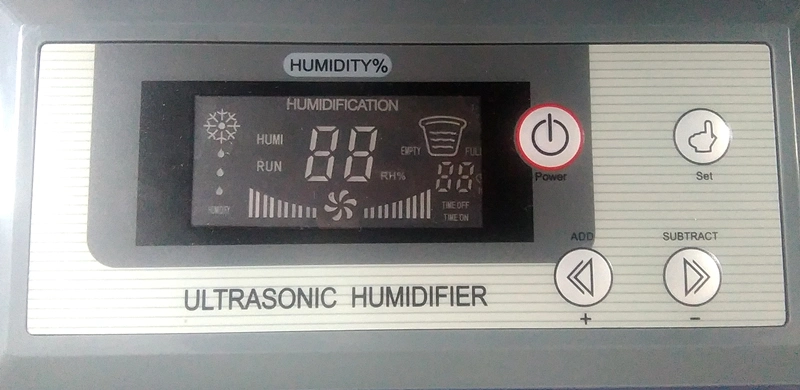 HUMIDITY%
HUMIDIFICATION
HUMI
RUN
88
RH%
EMPTY
FULL
88
HUMIDITY
TIME OFF
TIME ON
Power
Set
ADD
SUBTRACT
+
-
ULTRASONIC HUMIDIFIER